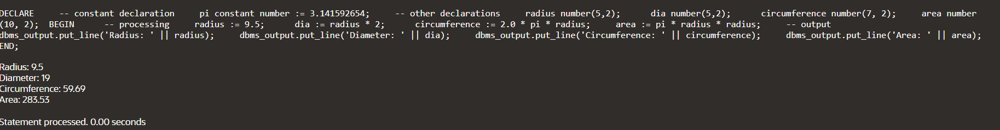 DECLARE     -- constant declaration     pi constant number := 3.141592654;     -- other declarations     radius number(5,2);      dia number(5,2);      circumference number(7, 2);     area number
(10, 2);  BEGIN      -- processing     radius := 9.5;      dia := radius * 2;      circumference := 2.0 * pi * radius;     area := pi * radius * radius;     -- output
dbms_output.put_line('Radius: ' || radius);     dbms_output.put_line('Diameter: ' || dia);     dbms_output.put_line('Circumference: ' || circumference);     dbms_output.put_line('Area: ' || area);
END;
Radius: 9.5
Diameter: 19
Circumference: 59.69
Area: 283.53
Statement processed. 0.00 seconds